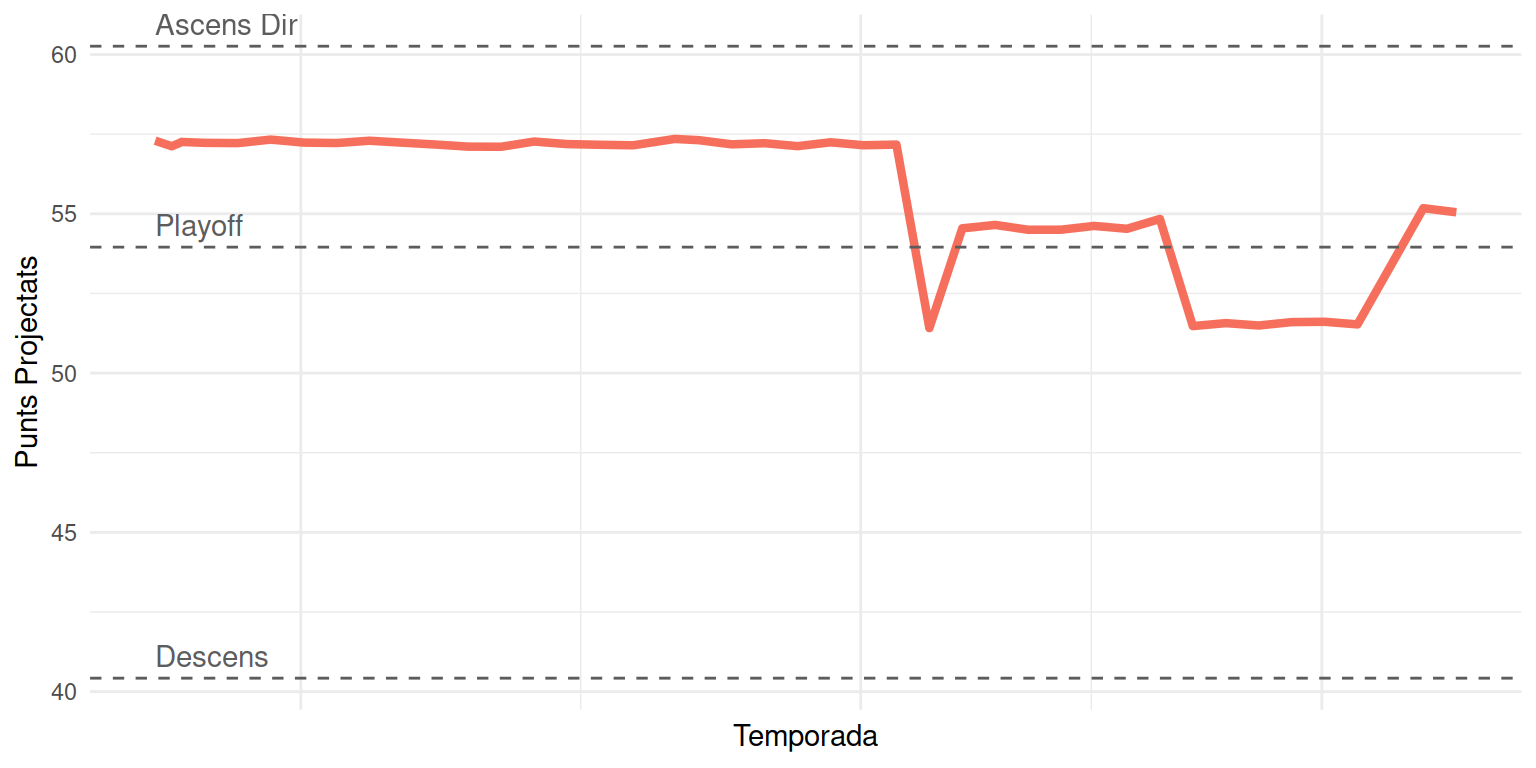 Ascens Dir
60
55
Playoff
50
45
Descens
40
Punts Projectats
Temporada